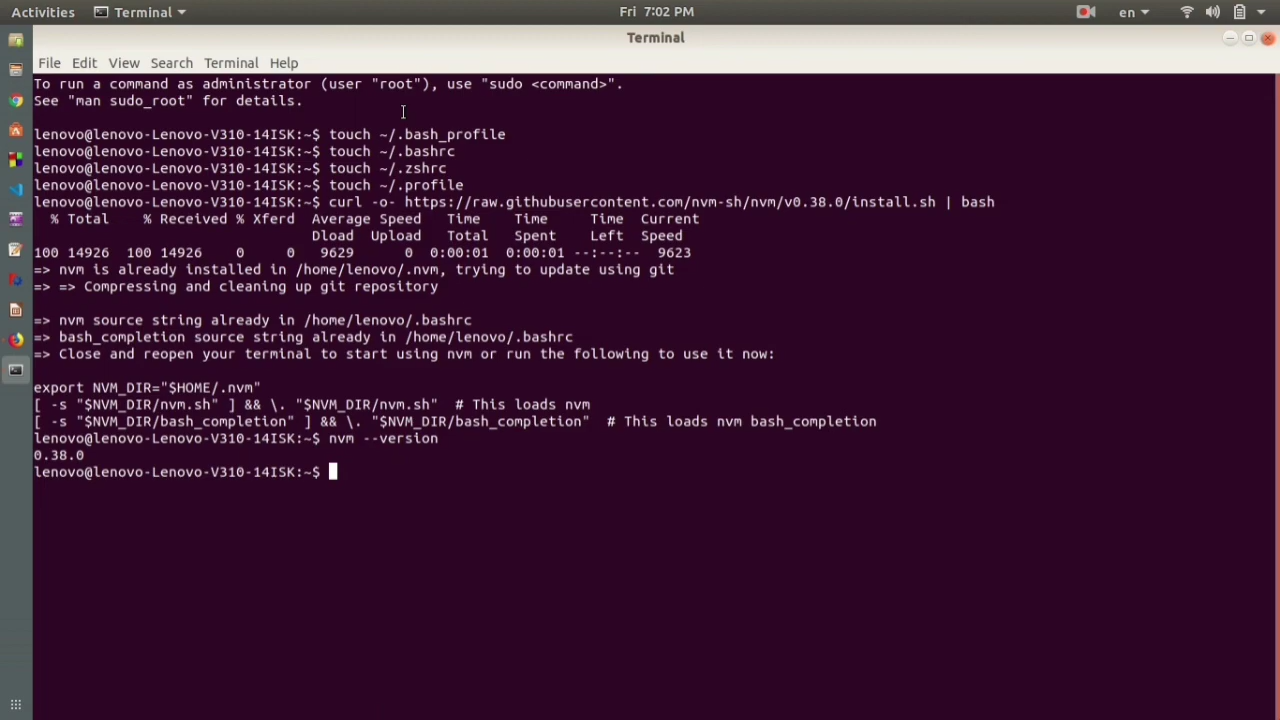 Activities Terminal Fri 7:02 PM en
Terminal
File Edit View Search Terminal Help
To run a command as administrator (user "root"), use "sudo <command>".
See "man sudo_root" for details.
lenovo@lenovo-Lenovo-V310-14ISK:~$ touch ~/.bash_profile
lenovo@lenovo-Lenovo-V310-14ISK:~$ touch ~/.bashrc
lenovo@lenovo-Lenovo-V310-14ISK:~$ touch ~/.zshrc
lenovo@lenovo-Lenovo-V310-14ISK:~$ touch ~/.profile
lenovo@lenovo-Lenovo-V310-14ISK:~$ curl -o- https://raw.githubusercontent.com/nvm-sh/nvm/v0.38.0/install.sh | bash
  % Total    % Received % Xferd  Average Speed   Time    Time     Time  Current
                                 Dload  Upload   Total   Spent    Left  Speed
100 14926  100 14926    0     0   9629      0  0:00:01  0:00:01 --:--:--  9623
=> nvm is already installed in /home/lenovo/.nvm, trying to update using git
=> => Compressing and cleaning up git repository
=> nvm source string already in /home/lenovo/.bashrc
=> bash_completion source string already in /home/lenovo/.bashrc
=> Close and reopen your terminal to start using nvm or run the following to use it now:
export NVM_DIR="$HOME/.nvm"
[ -s "$NVM_DIR/nvm.sh" ] && \. "$NVM_DIR/nvm.sh"  # This loads nvm
[ -s "$NVM_DIR/bash_completion" ] && \. "$NVM_DIR/bash_completion"  # This loads nvm bash_completion
lenovo@lenovo-Lenovo-V310-14ISK:~$ nvm --version
0.38.0
lenovo@lenovo-Lenovo-V310-14ISK:~$